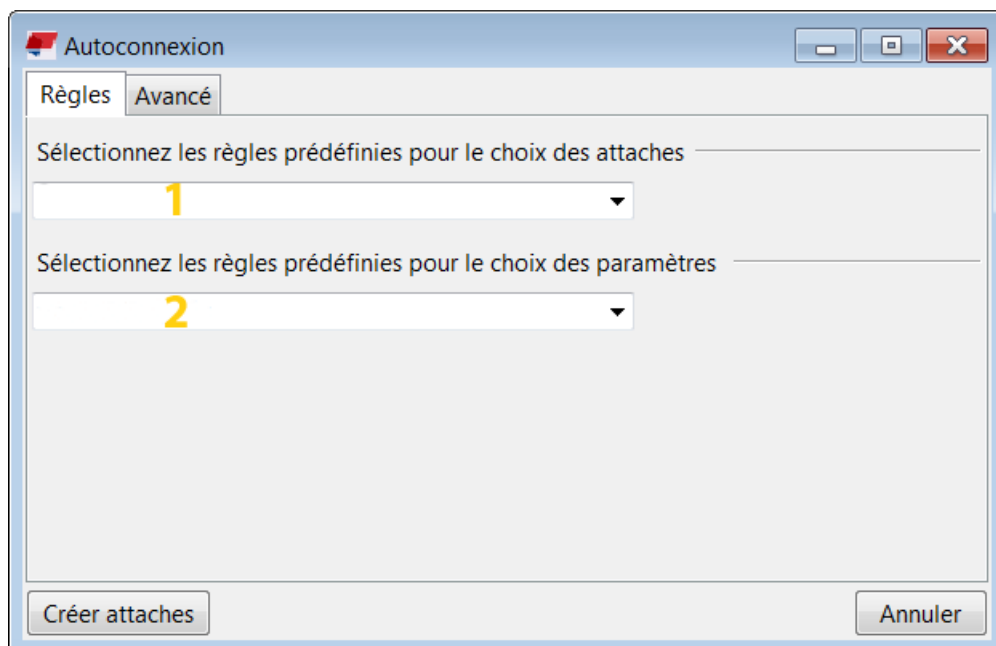 Autoconnexion
Règles Avancé
Sélectionnez les règles prédéfinies pour le choix des attaches
1
Sélectionnez les règles prédéfinies pour le choix des paramètres
2
Créer attaches Annuler